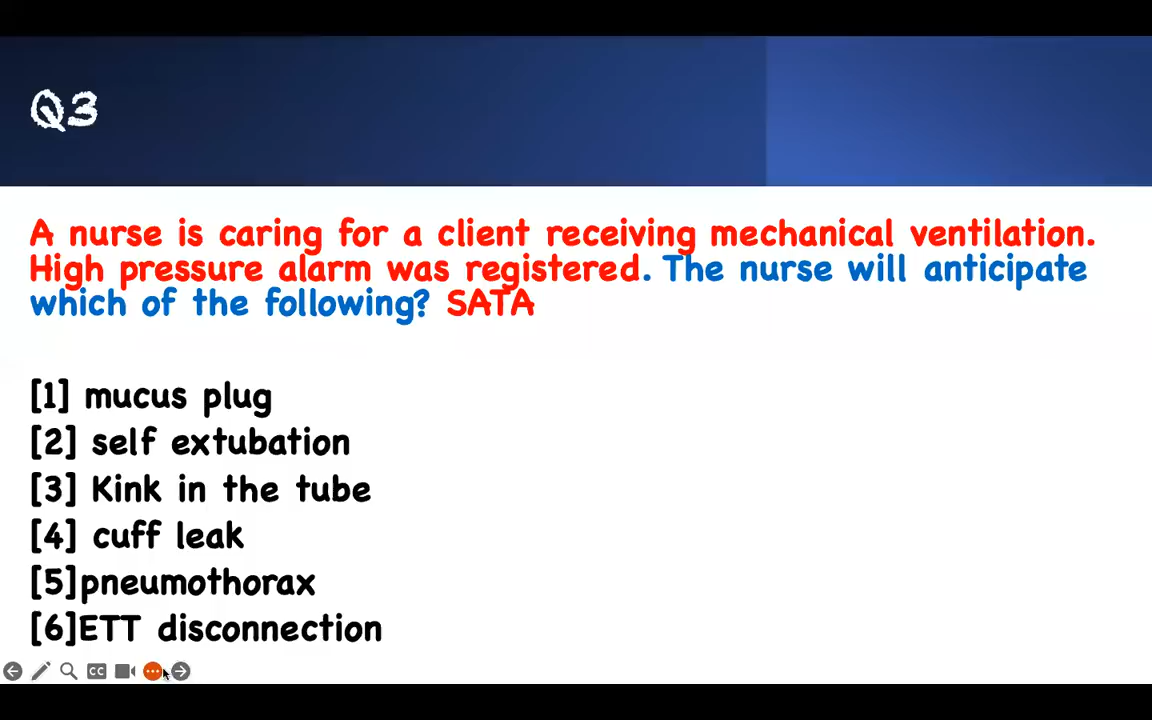 Q3
A nurse is caring for a client receiving mechanical ventilation.
High pressure alarm was registered. The nurse will anticipate
which of the following? SATA
[1] mucus plug
[2] self extubation
[3] Kink in the tube
[4] cuff leak
[5]pneumothorax
[6]ETT disconnection
CC